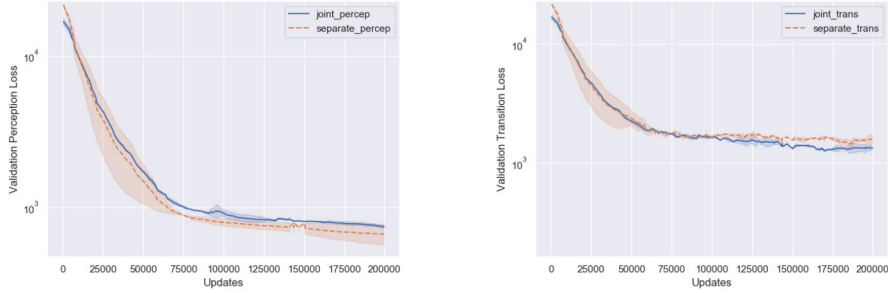 joint_percep
separate_percep
10⁴
10³
Validation Perception Loss
0 25000 50000 75000 100000 125000 150000 175000 200000
Updates
joint_trans
separate_trans
10⁴
10³
Validation Transition Loss
0 25000 50000 75000 100000 125000 150000 175000 200000
Updates